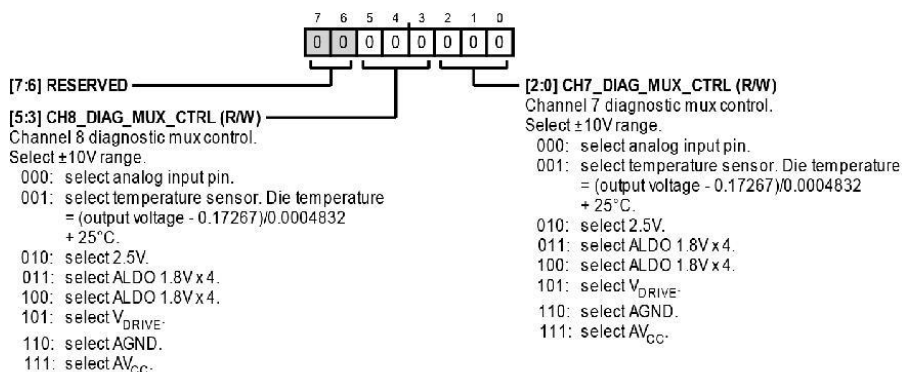 7 6 5 4 3 2 1 0
0 0 0 0 0 0 0 0
[7:6] RESERVED
[5:3] CH8_DIAG_MUX_CTRL (R/W)
Channel 8 diagnostic mux control.
Select ±10V range.
000: select analog input pin.
001: select temperature sensor. Die temperature
= (output voltage - 0.17267)/0.0004832
+ 25°C.
010: select 2.5V.
011: select ALDO 1.8V x 4.
100: select ALDO 1.8V x 4.
101: select VDRIVE.
110: select AGND.
111: select AVCC.
[2:0] CH7_DIAG_MUX_CTRL (R/W)
Channel 7 diagnostic mux control.
Select ±10V range.
000: select analog input pin.
001: select temperature sensor. Die temperature
= (output voltage - 0.17267)/0.0004832
+ 25°C.
010: select 2.5V.
011: select ALDO 1.8V x 4.
100: select ALDO 1.8V x 4.
101: select VDRIVE.
110: select AGND.
111: select AVCC.